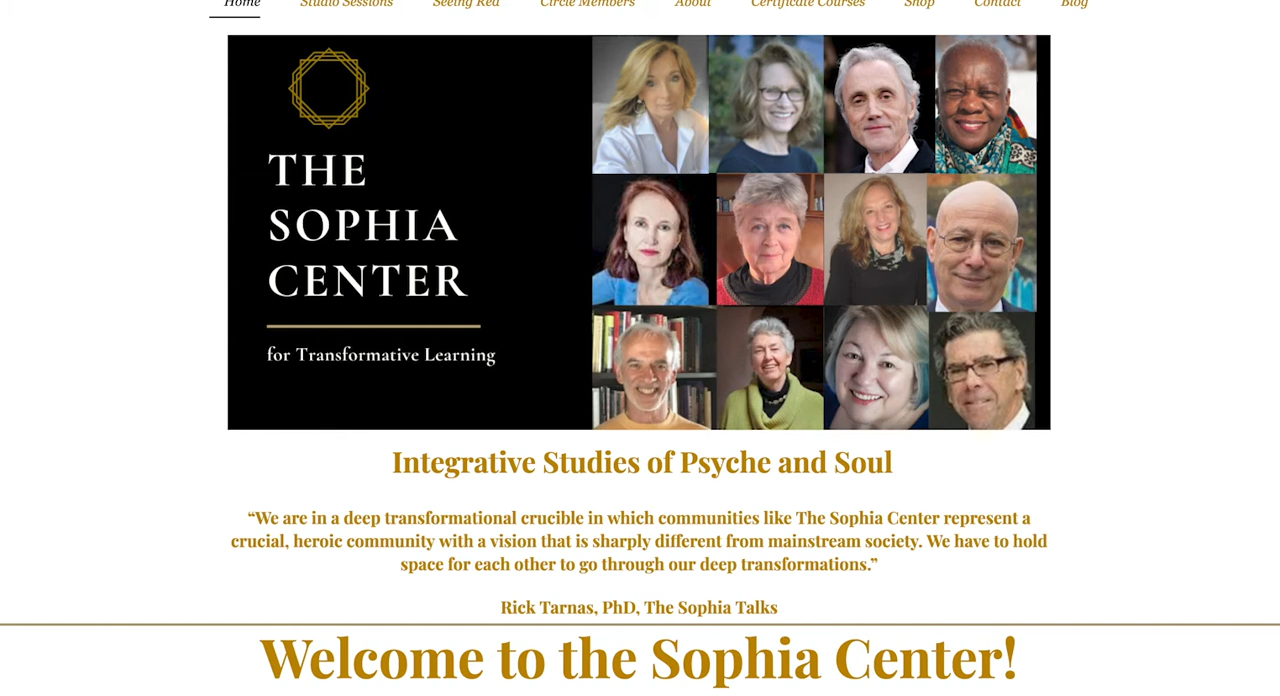 Home Studio Sessions Seeing Red Circle Members About Certificate Courses Shop Contact Blog
THE
SOPHIA
CENTER
for Transformative Learning
Integrative Studies of Psyche and Soul
“We are in a deep transformational crucible in which communities like The Sophia Center represent a
crucial, heroic community with a vision that is sharply different from mainstream society. We have to hold
space for each other to go through our deep transformations.”
Rick Tarnas, PhD, The Sophia Talks
Welcome to the Sophia Center!